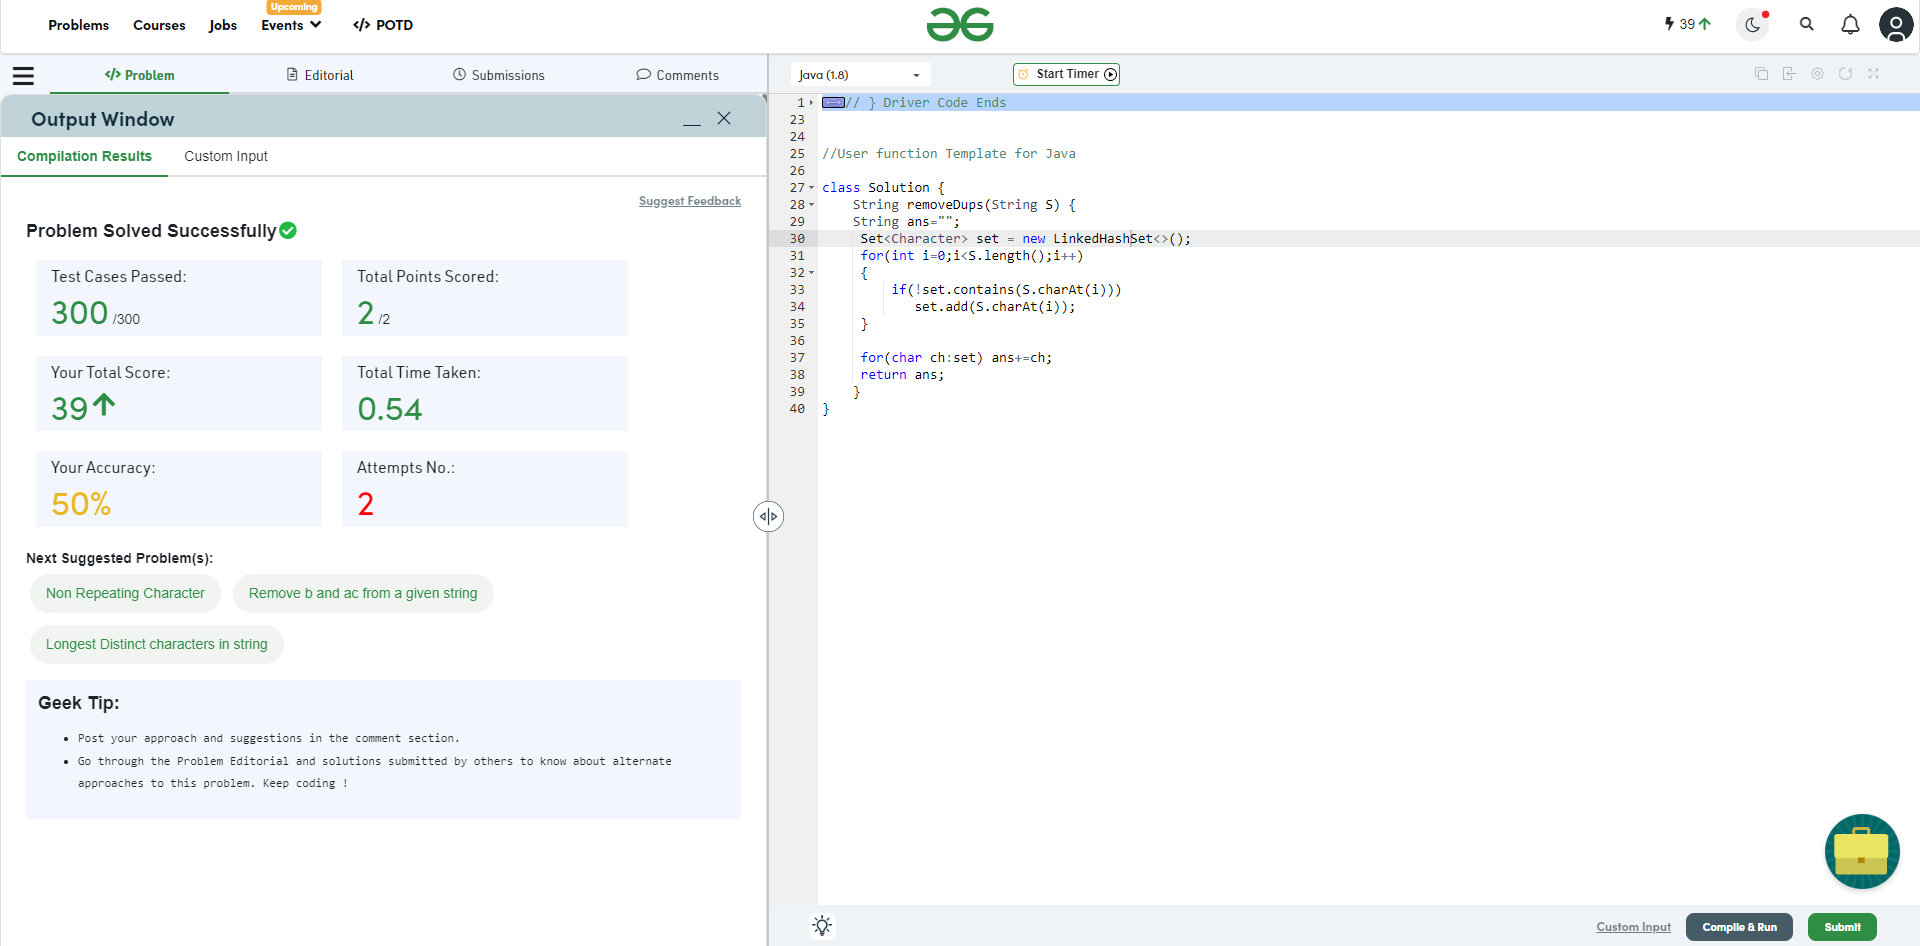 Problems Courses Jobs Events POTD
Upcoming
39
Problem Editorial Submissions Comments
Output Window
Compilation Results Custom Input
Suggest Feedback
Problem Solved Successfully
Test Cases Passed:
300 /300
Total Points Scored:
2 /2
Your Total Score:
39
Total Time Taken:
0.54
Your Accuracy:
50%
Attempts No.:
2
Next Suggested Problem(s):
Non Repeating Character
Remove b and ac from a given string
Longest Distinct characters in string
Geek Tip:
Post your approach and suggestions in the comment section.
Go through the Problem Editorial and solutions submitted by others to know about alternate
approaches to this problem. Keep coding !
Java (1.8)
Start Timer
1 // } Driver Code Ends
23
24
25 //User function Template for Java
26
27 class Solution {
28 String removeDups(String S) {
29 String ans="";
30 Set<Character> set = new LinkedHashSet<>();
31 for(int i=0;i<S.length();i++)
32 {
33 if(!set.contains(S.charAt(i)))
34 set.add(S.charAt(i));
35 }
36
37 for(char ch:set) ans+=ch;
38 return ans;
39 }
40 }
Custom Input
Compile & Run
Submit